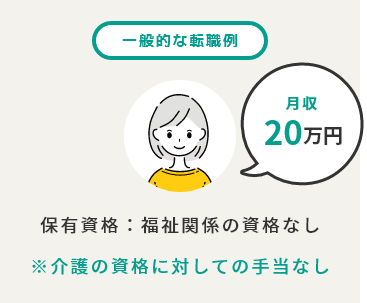 一般的な転職例
月収
20万円
保有資格：福祉関係の資格なし
※介護の資格に対しての手当なし